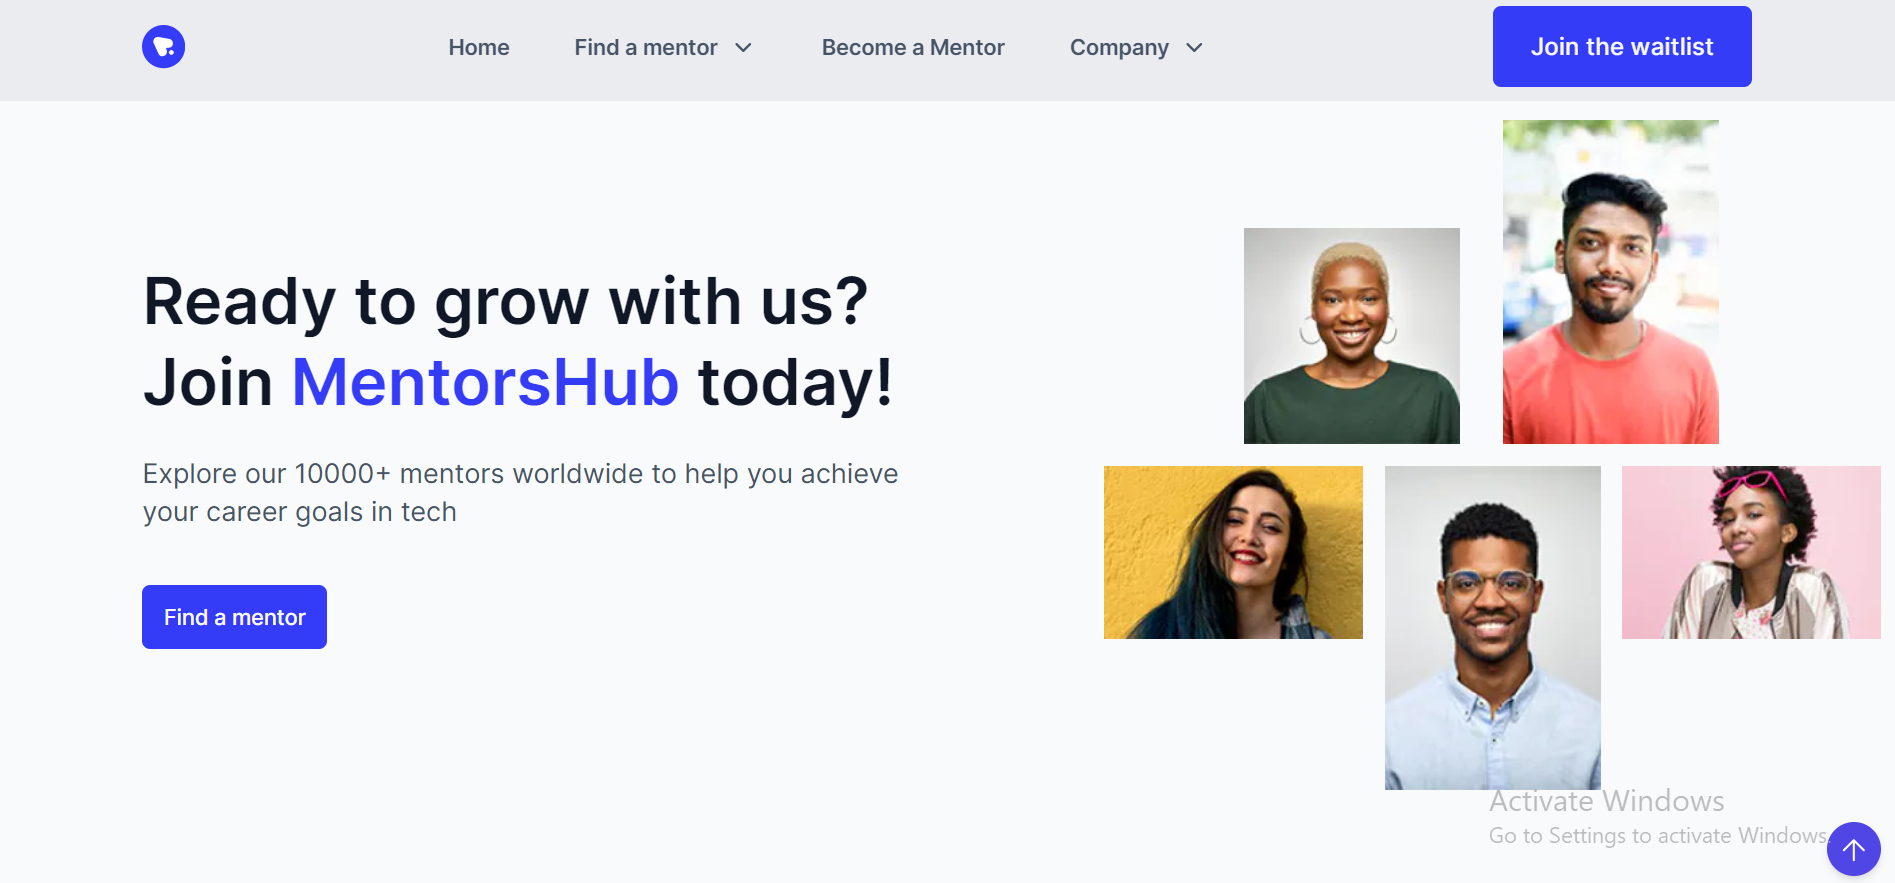 Home
Find a mentor
Become a Mentor
Company
Join the waitlist
Ready to grow with us?
Join MentorsHub today!
Explore our 10000+ mentors worldwide to help you achieve
your career goals in tech
Find a mentor
Activate Windows
Go to Settings to activate Windows.